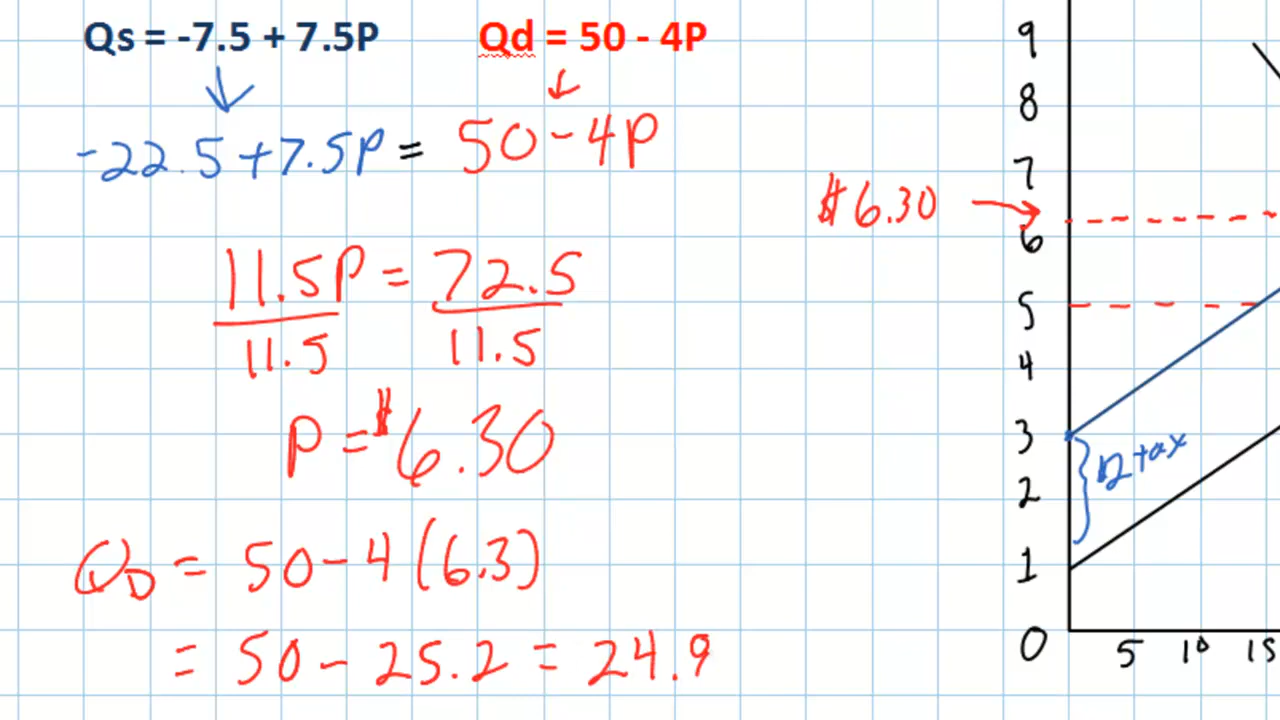 Qs = -7.5 + 7.5P
Qd = 50 - 4P
-22.5+7.5P = 50-4P
11.5P = 72.5
11.5 11.5
P = $6.30
QD = 50-4(6.3)
= 50 - 25.2 = 24.9
$6.30
9
8
7
6
5
4
3
2
1
0
$2 tax
5 10 15